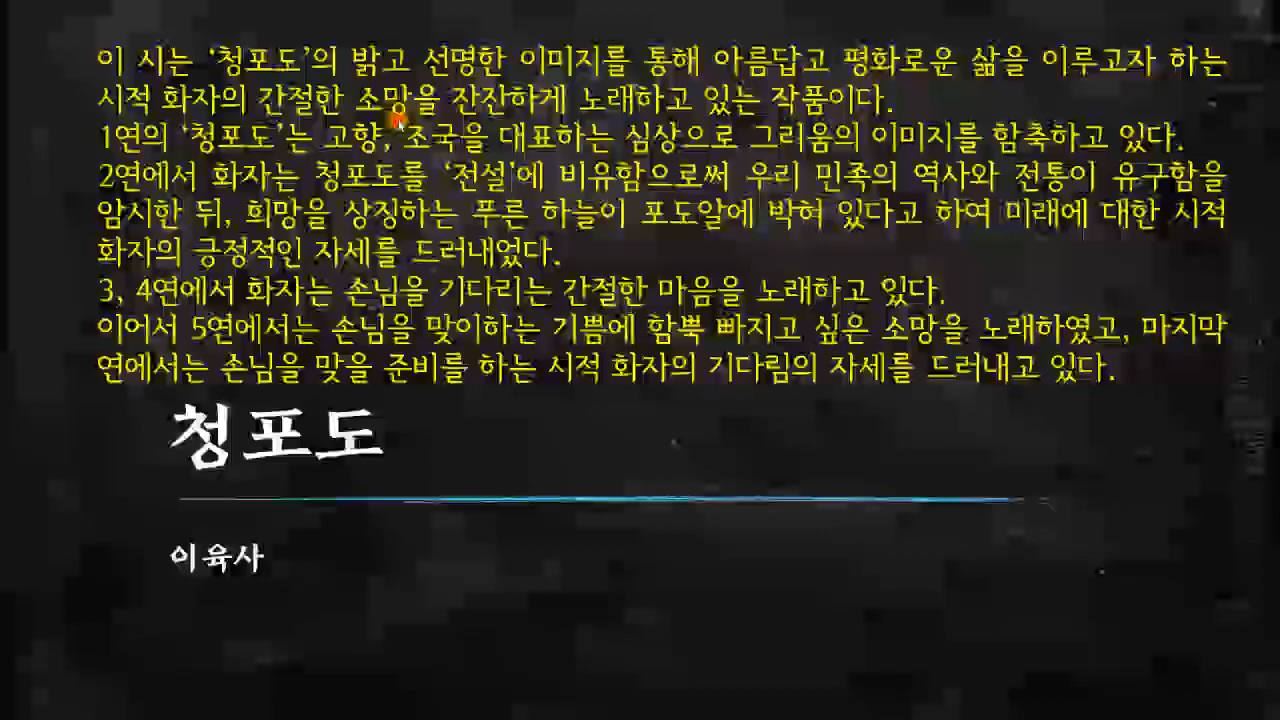 이 시는 ‘청포도’의 밝고 선명한 이미지를 통해 아름답고 평화로운 삶을 이루고자 하는
시적 화자의 간절한 소망을 잔잔하게 노래하고 있는 작품이다.
1연의 ‘청포도’는 고향, 조국을 대표하는 심상으로 그리움의 이미지를 함축하고 있다.
2연에서 화자는 청포도를 ‘전설’에 비유함으로써 우리 민족의 역사와 전통이 유구함을
암시한 뒤, 희망을 상징하는 푸른 하늘이 포도알에 박혀 있다고 하여 미래에 대한 시적
화자의 긍정적인 자세를 드러내었다.
3, 4연에서 화자는 손님을 기다리는 간절한 마음을 노래하고 있다.
이어서 5연에서는 손님을 맞이하는 기쁨에 함뿍 빠지고 싶은 소망을 노래하였고, 마지막
연에서는 손님을 맞을 준비를 하는 시적 화자의 기다림의 자세를 드러내고 있다.
청포도
이육사